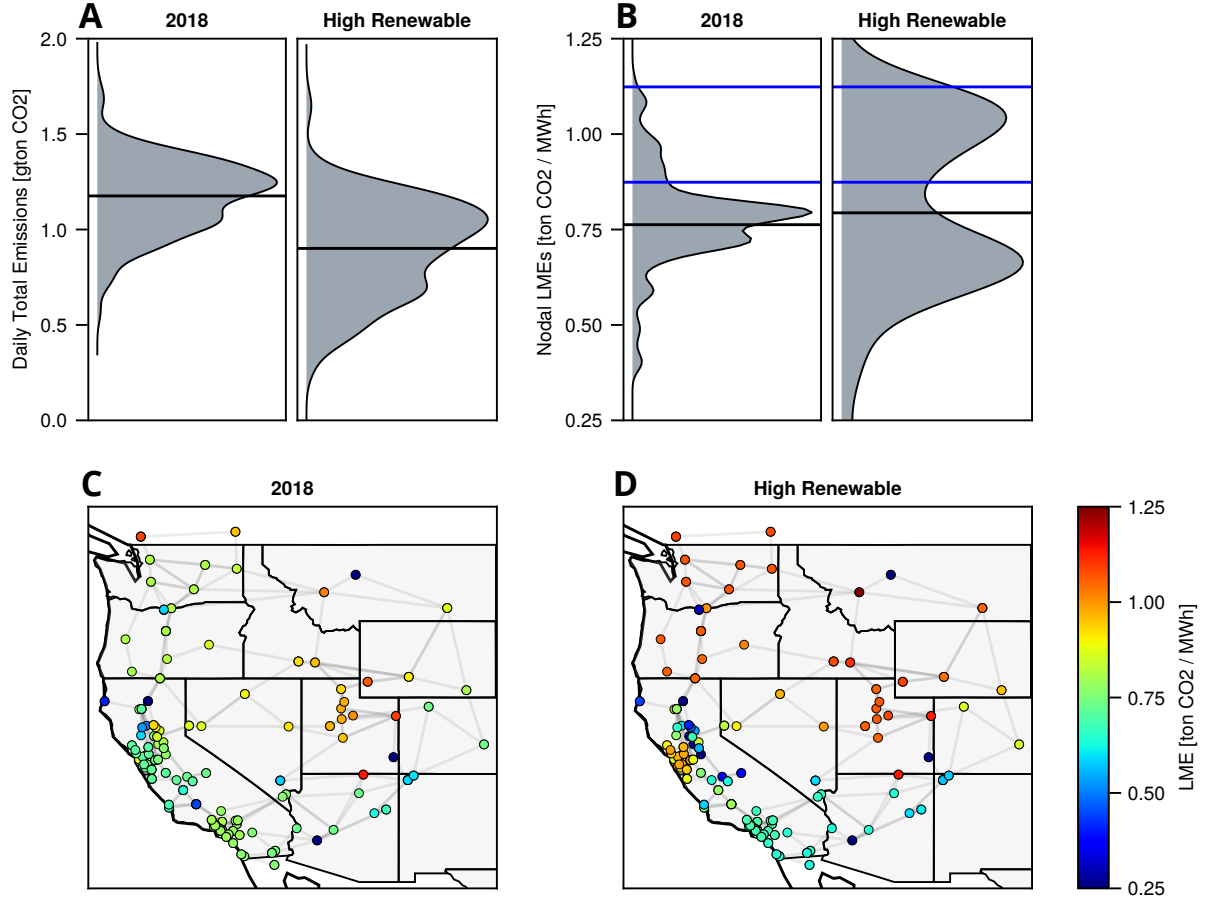 A
2018
High Renewable
B
2018
High Renewable
Daily Total Emissions [gton CO2]
2.0
1.5
1.0
0.5
0.0
Nodal LMEs [ton CO2 / MWh]
1.25
1.00
0.75
0.50
0.25
C
2018
D
High Renewable
1.25
1.00
0.75
0.50
0.25
LME [ton CO2 / MWh]